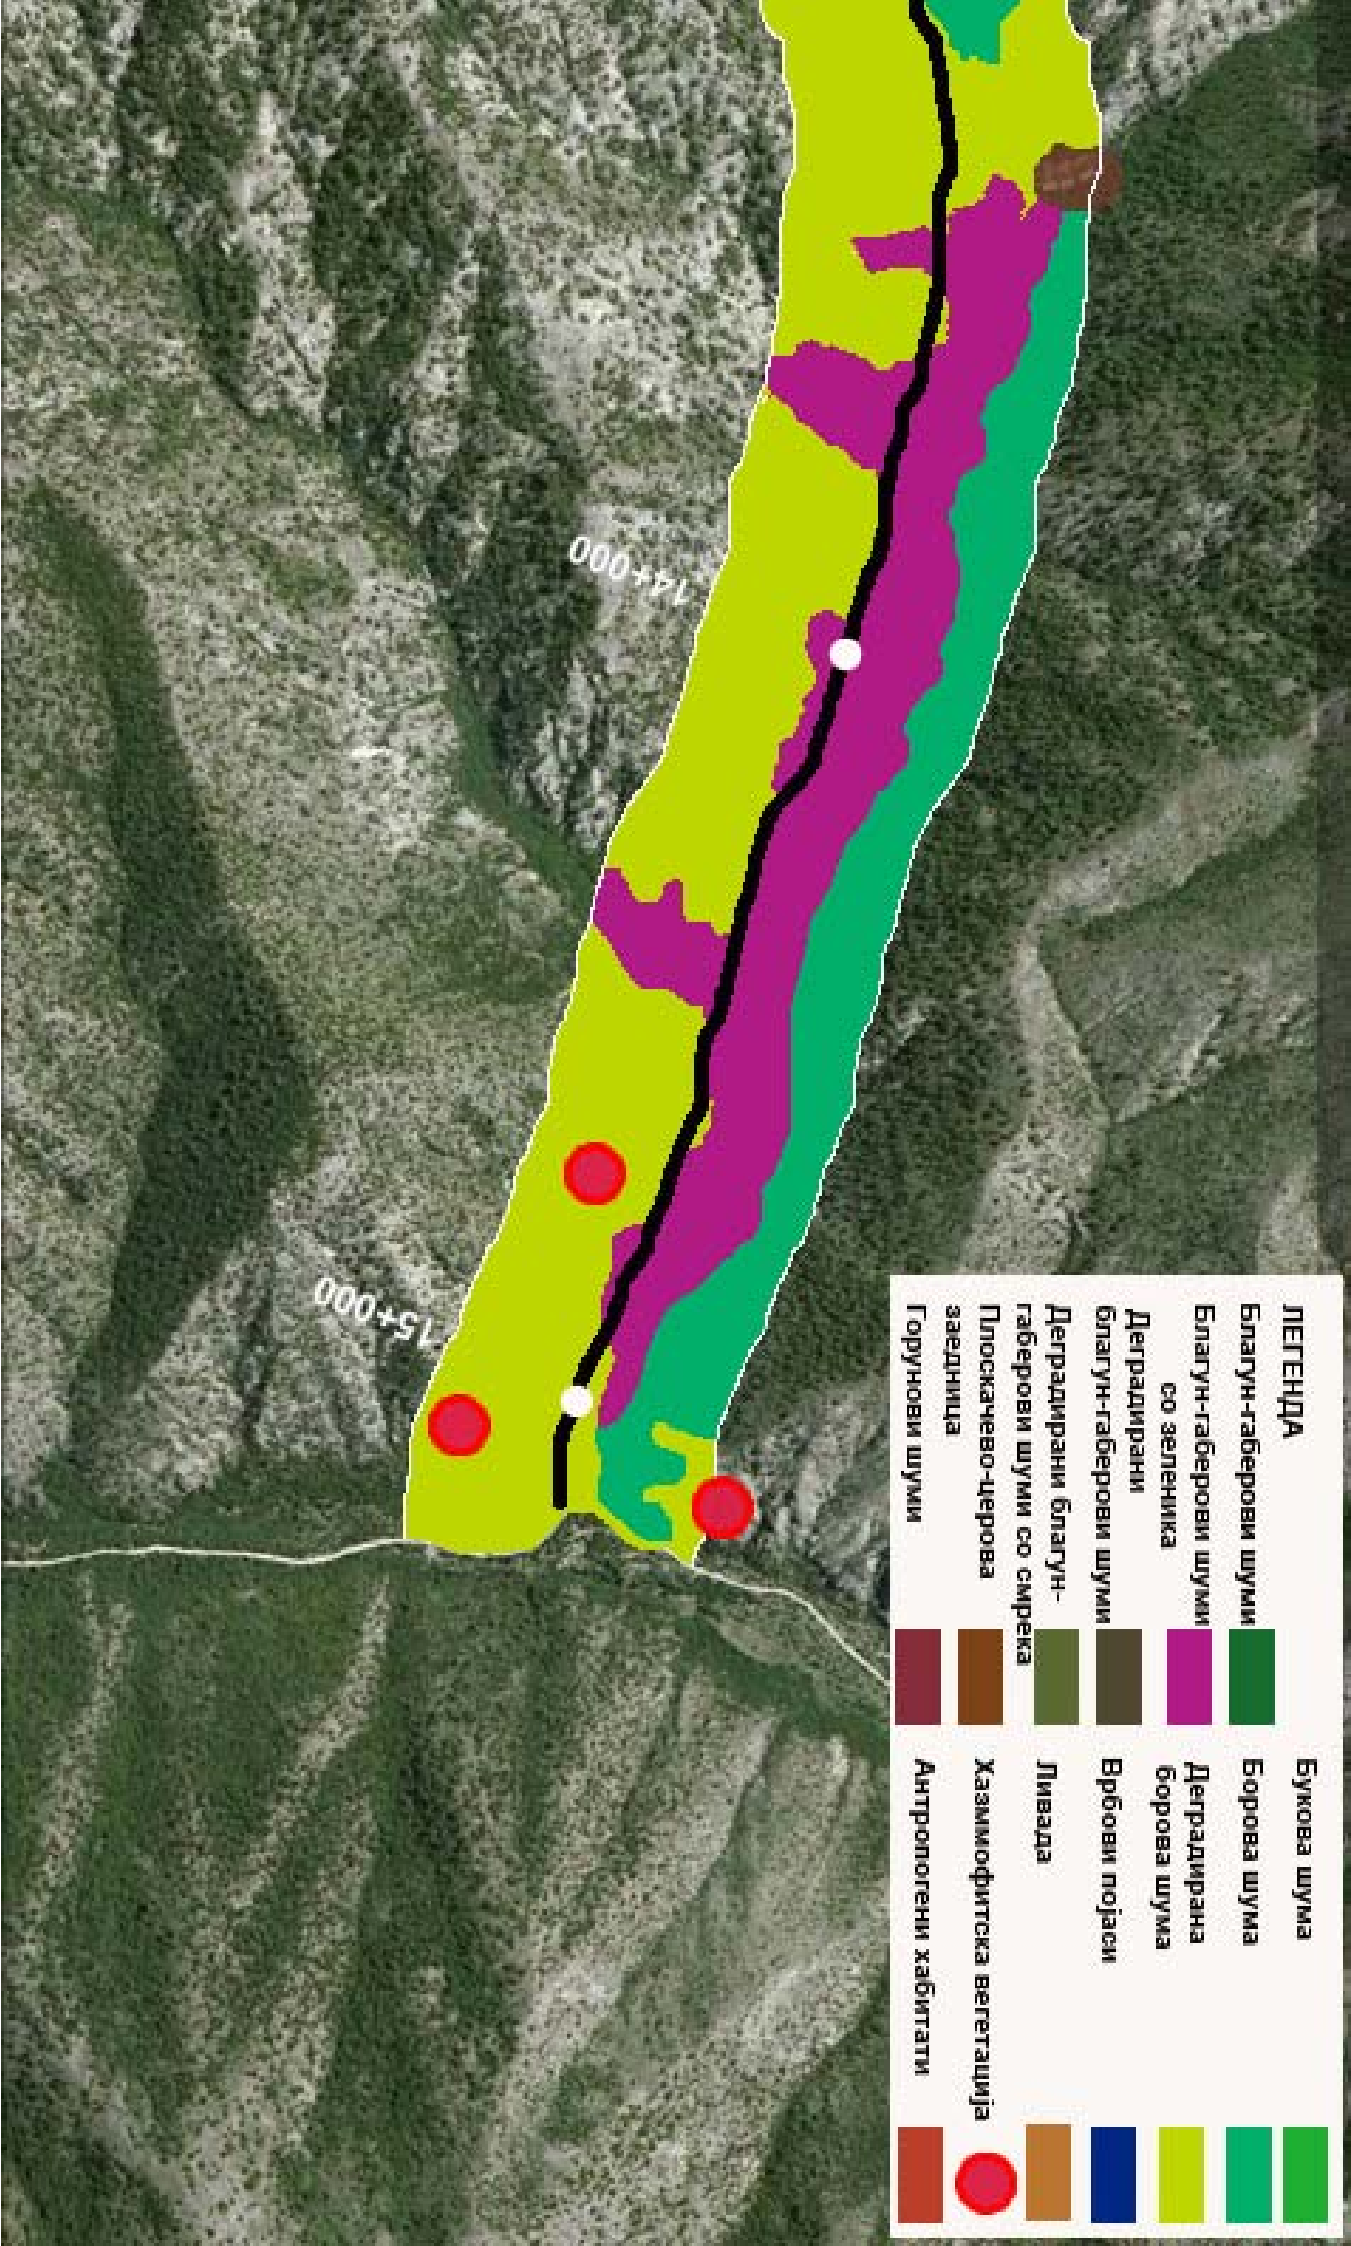 14+000
15+000
ЛЕГЕНДА
Благун-габерови шуми
Благун-габерови шуми
со зеленика
Деградирани
благун-габерови шуми
Деградирани благун-
габерови шуми со смрека
Плоскачево-церова
заедница
Горунови шуми
Букова шума
Борова шума
Деградирана
борова шума
Врбови појаси
Ливада
Хазммофитска вегетација
Антропогени хабитати